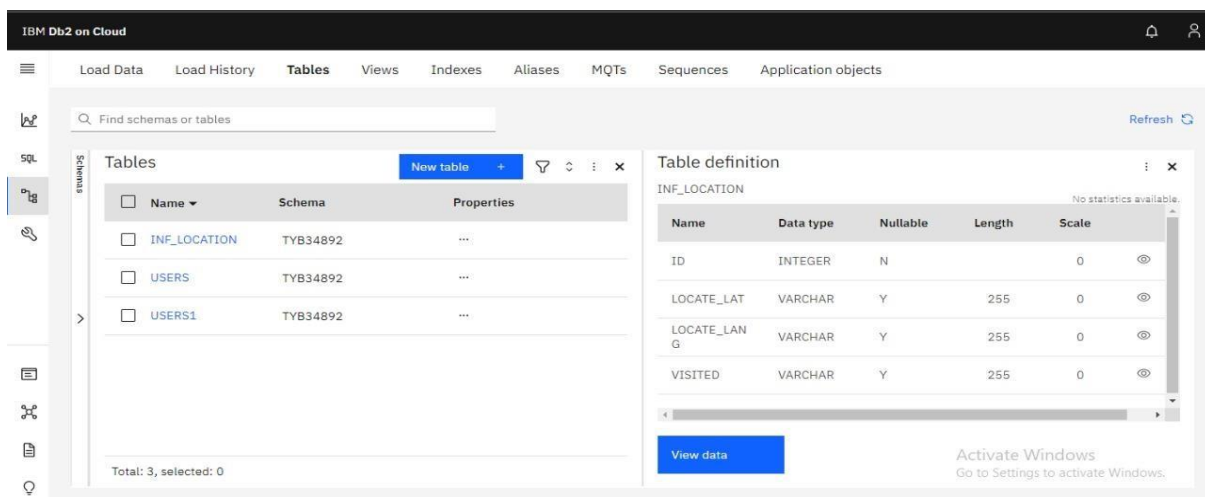 IBM Db2 on Cloud
Load Data Load History Tables Views Indexes Aliases MQTs Sequences Application objects
Find schemas or tables
Refresh
SQL
Schemas
Tables
New table +
Name Schema Properties
INF_LOCATION TYB34892 ...
USERS TYB34892 ...
USERS1 TYB34892 ...
Total: 3, selected: 0
Table definition
INF_LOCATION
No statistics available.
Name Data type Nullable Length Scale
ID INTEGER N 0
LOCATE_LAT VARCHAR Y 255 0
LOCATE_LAN
G VARCHAR Y 255 0
VISITED VARCHAR Y 255 0
View data
Activate Windows
Go to Settings to activate Windows.